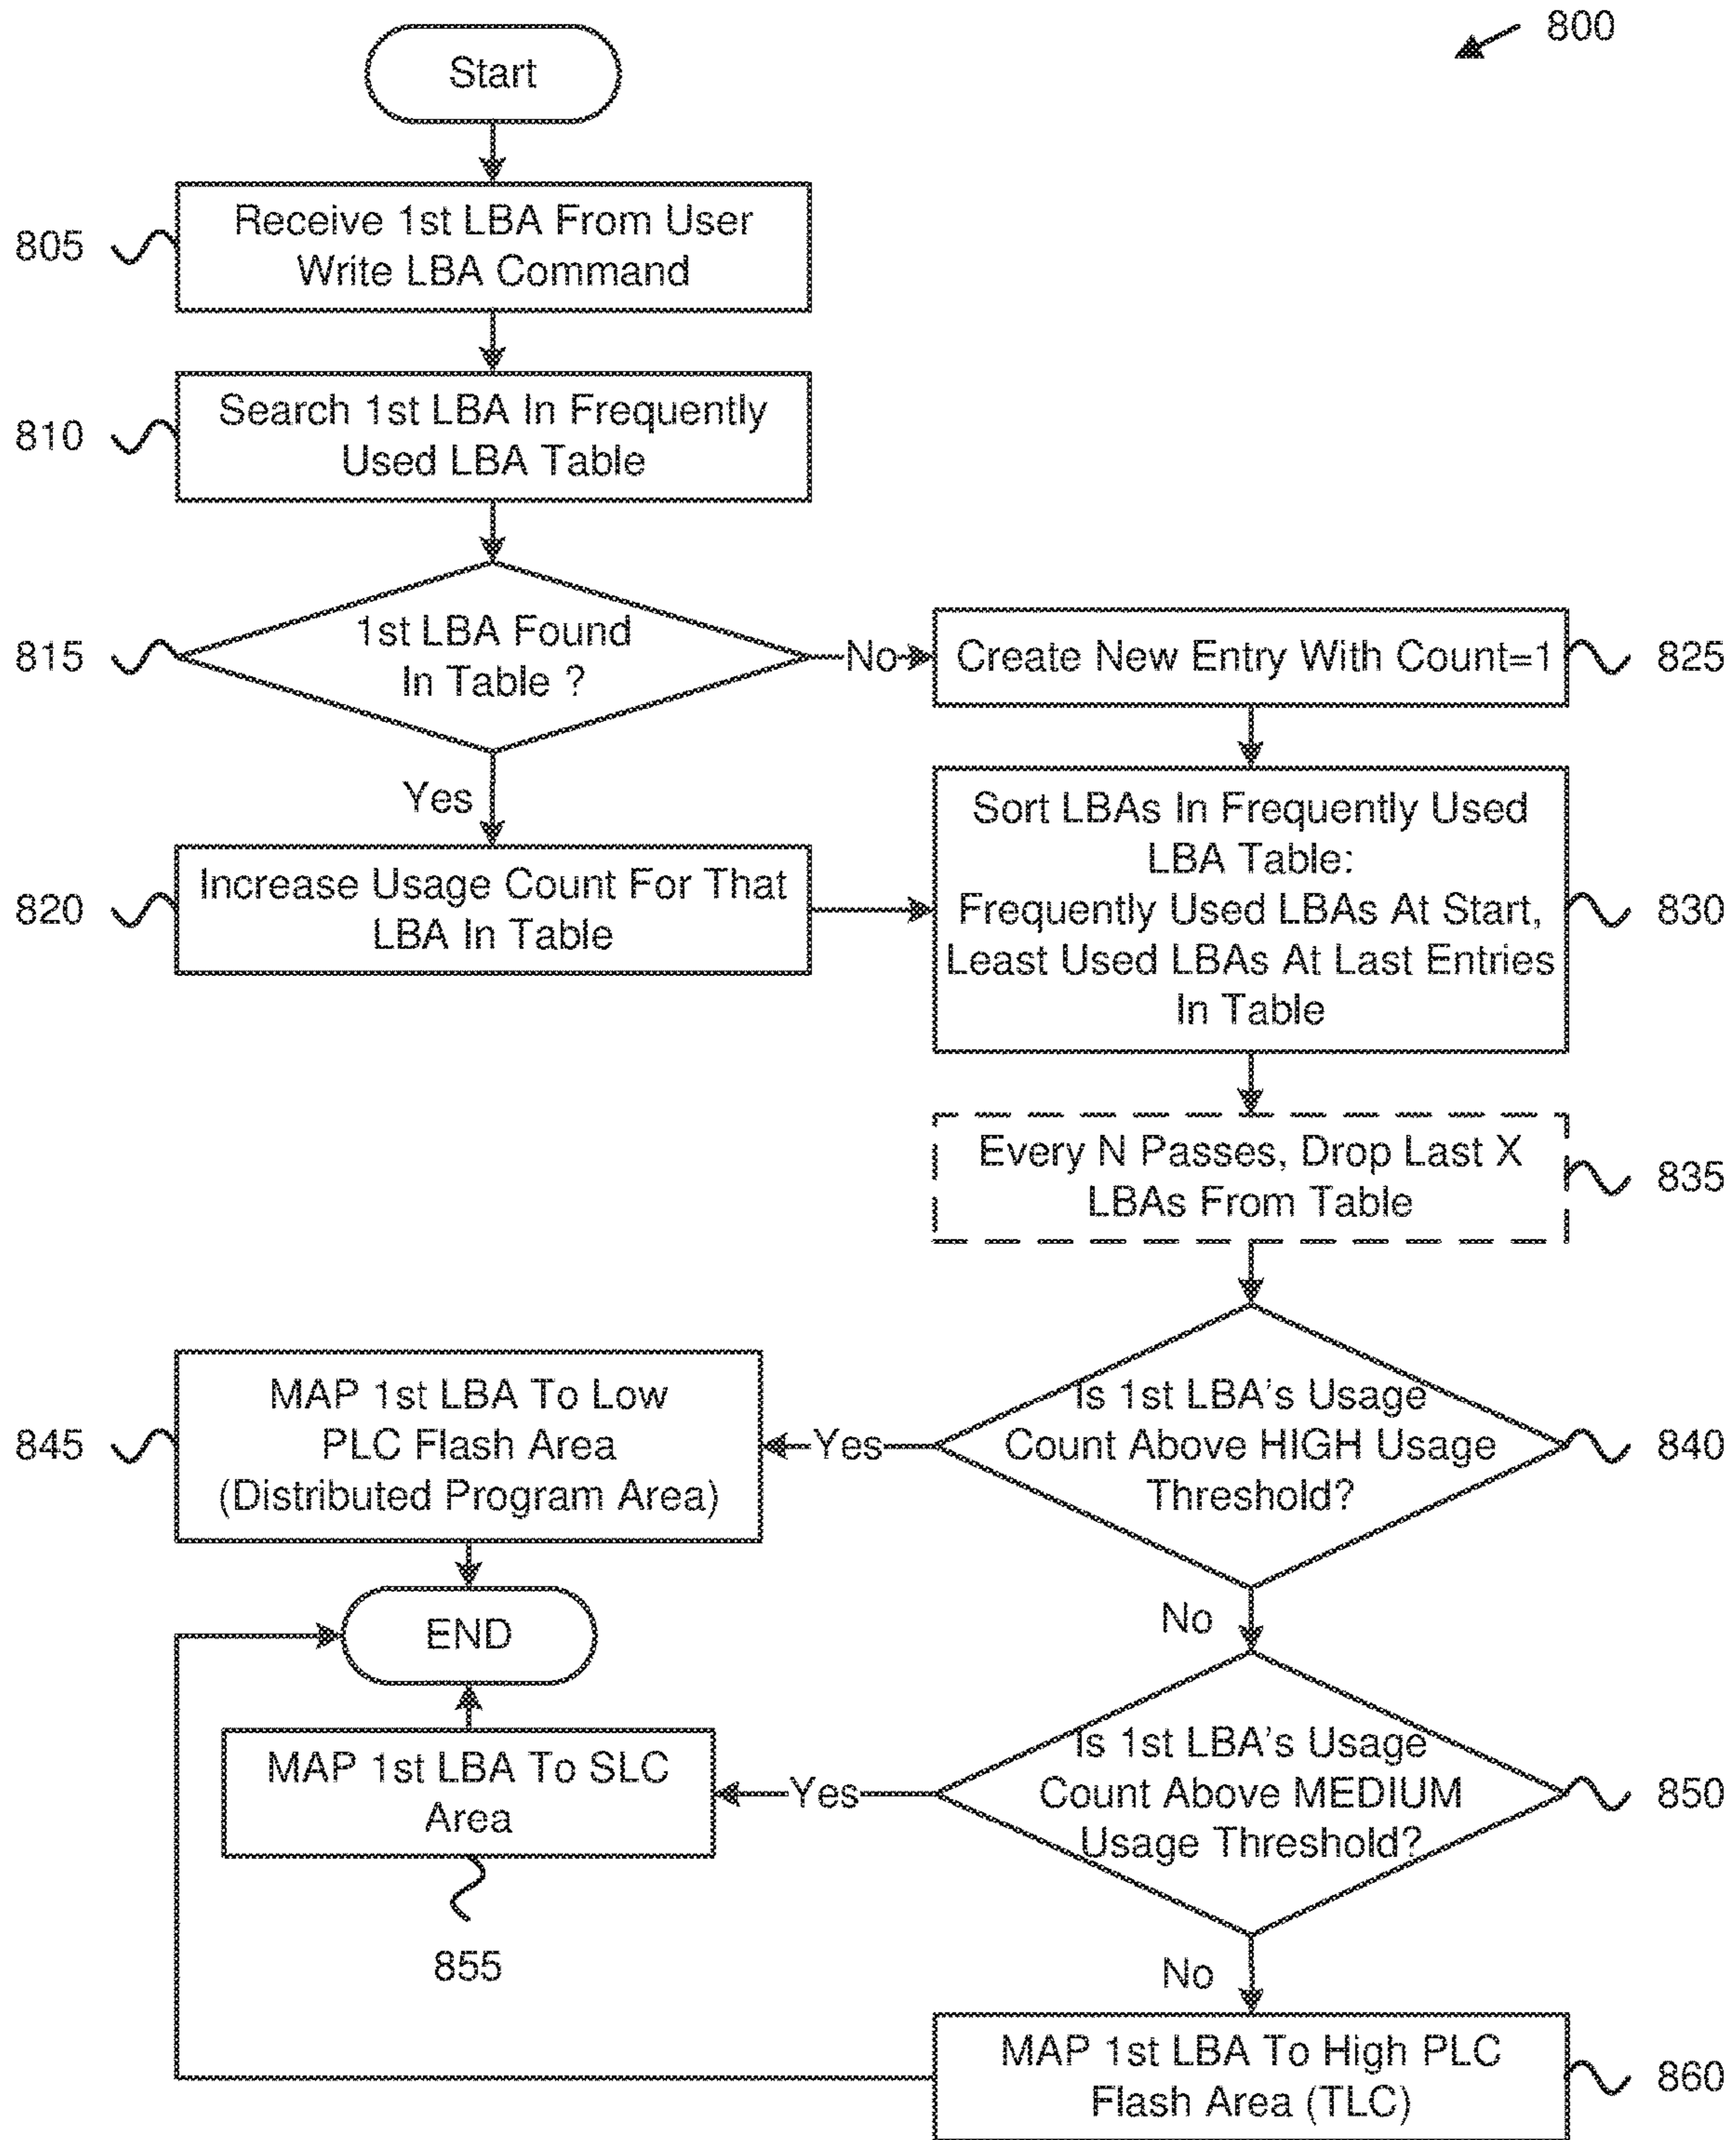 800
Start
805
Receive 1st LBA From User
Write LBA Command
810
Search 1st LBA In Frequently
Used LBA Table
815
1st LBA Found
In Table ?
No
Create New Entry With Count=1
825
Yes
820
Increase Usage Count For That
LBA In Table
Sort LBAs In Frequently Used
LBA Table:
Frequently Used LBAs At Start,
Least Used LBAs At Last Entries
In Table
830
Every N Passes, Drop Last X
LBAs From Table
835
Is 1st LBA's Usage
Count Above HIGH Usage
Threshold?
840
Yes
845
MAP 1st LBA To Low
PLC Flash Area
(Distributed Program Area)
END
No
Is 1st LBA's Usage
Count Above MEDIUM
Usage Threshold?
850
Yes
MAP 1st LBA To SLC
Area
855
No
MAP 1st LBA To High PLC
Flash Area (TLC)
860